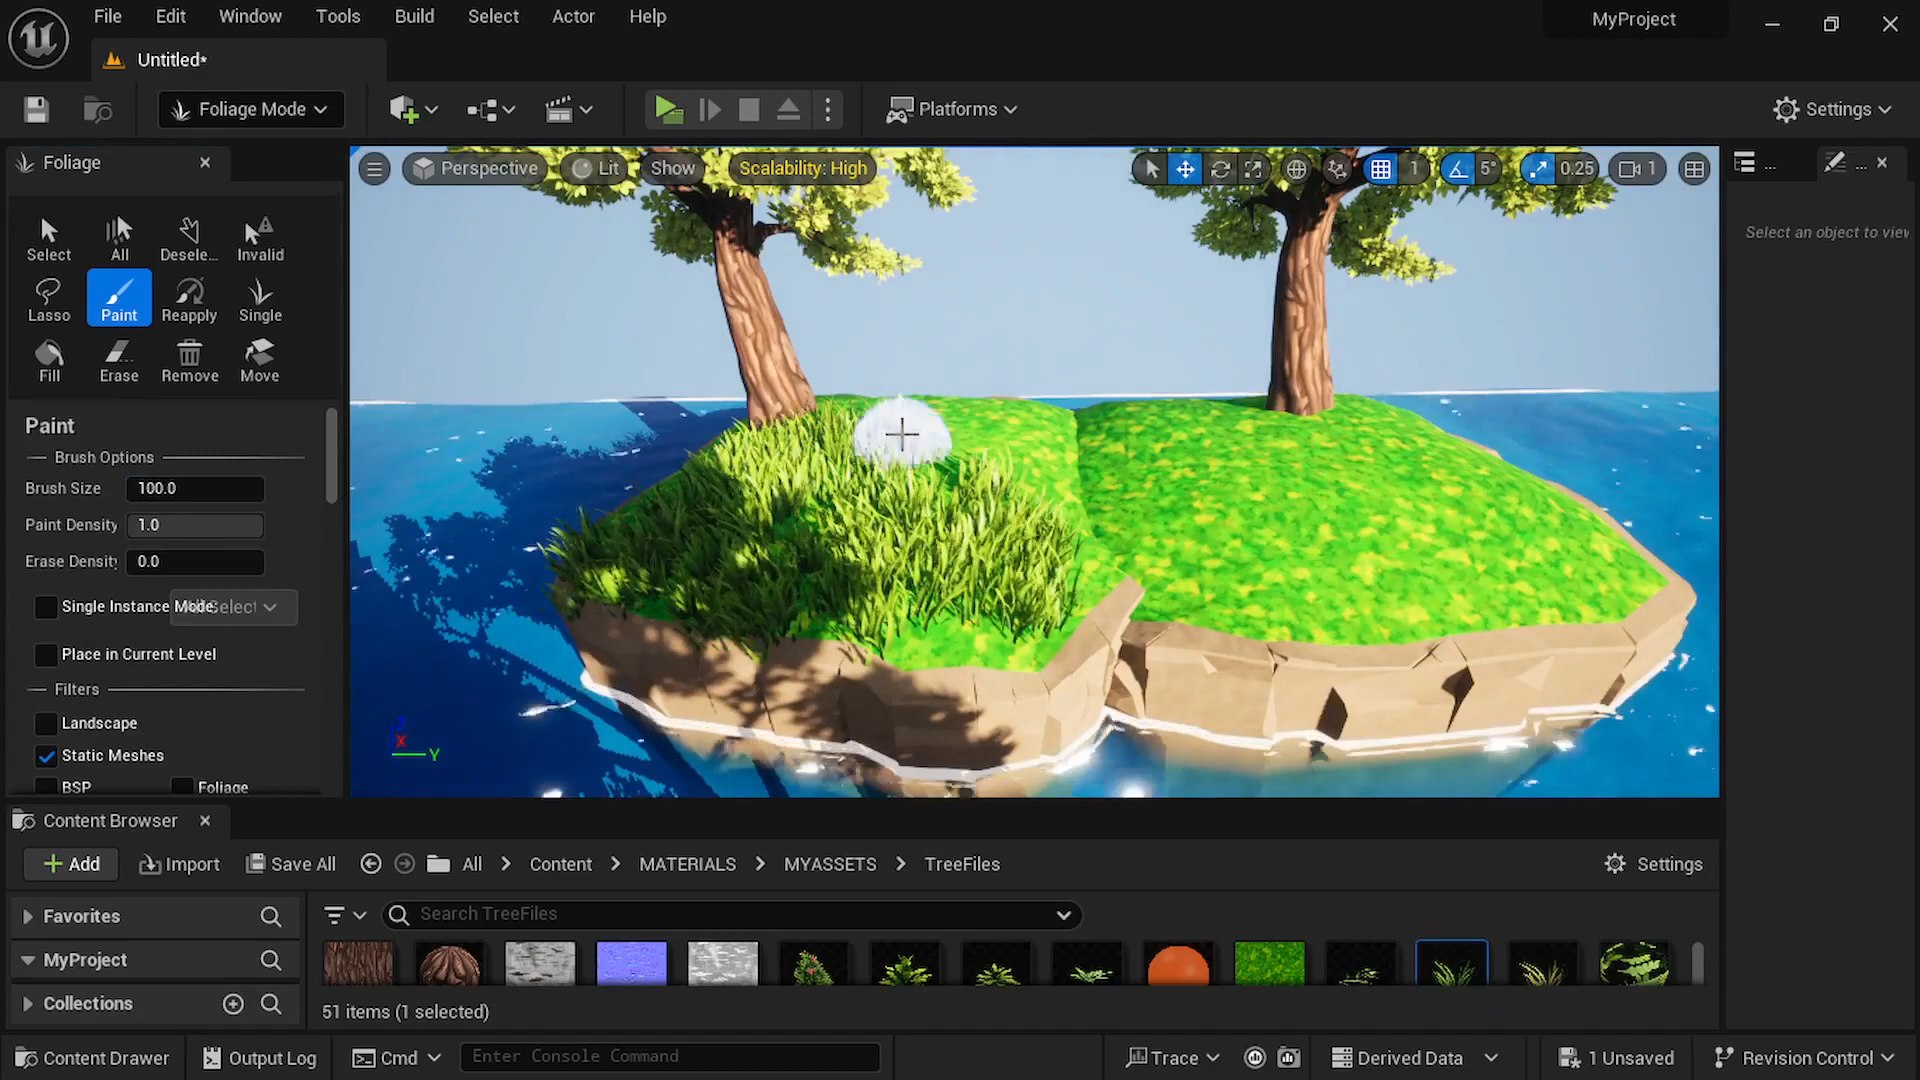 File Edit Window Tools Build Select Actor Help
MyProject
Untitled*
Foliage Mode
Platforms
Settings
Foliage
Perspective Lit Show Scalability: High
1 5° 0.25 1
...
...
Select an object to view
Select All Desele... Invalid
Lasso Paint Reapply Single
Fill Erase Remove Move
Paint
Brush Options
Brush Size 100.0
Paint Density 1.0
Erase Density 0.0
Single Instance Mode: Select
Place in Current Level
Filters
Landscape
Static Meshes
BSP Foliage
Z
X
Y
Content Browser
Add Import Save All All Content MATERIALS MYASSETS TreeFiles Settings
Favorites
Search TreeFiles
MyProject
Collections
51 items (1 selected)
Content Drawer Output Log Cmd Enter Console Command Trace Derived Data 1 Unsaved Revision Control